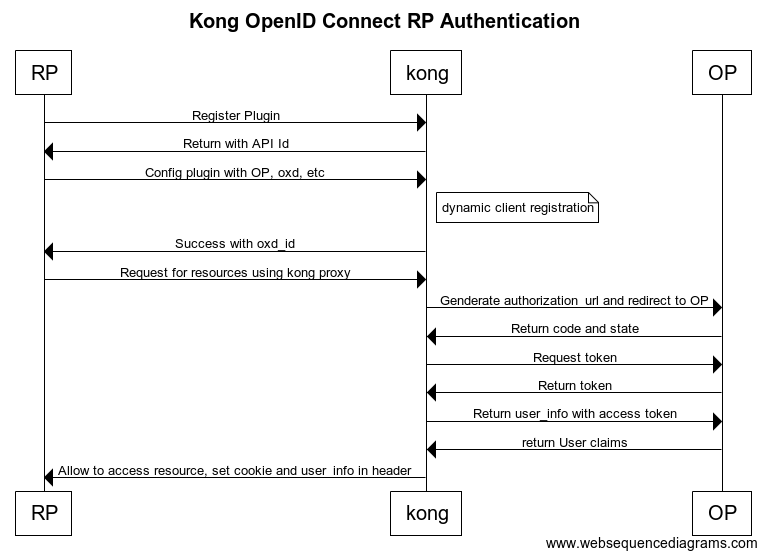 Kong OpenID Connect RP Authentication
RP
kong
OP
Register Plugin
Return with API Id
Config plugin with OP, oxd, etc
dynamic client registration
Success with oxd_id
Request for resources using kong proxy
Genderate authorization_url and redirect to OP
Return code and state
Request token
Return token
Return user_info with access token
return User claims
Allow to access resource, set cookie and user_info in header
RP
kong
OP
www.websequencediagrams.com